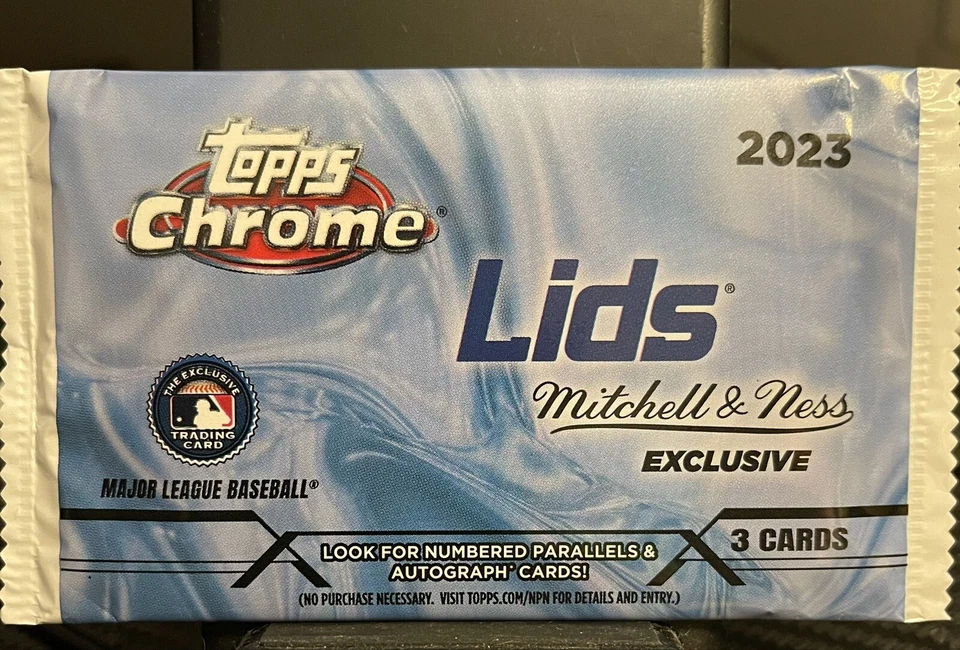 topps
Chrome®
2023
Lids®
Mitchell & Ness
EXCLUSIVE
THE EXCLUSIVE
TRADING
CARD
MAJOR LEAGUE BASEBALL®
3 CARDS
LOOK FOR NUMBERED PARALLELS &
AUTOGRAPH* CARDS!
(NO PURCHASE NECESSARY. VISIT TOPPS.COM/NPN FOR DETAILS AND ENTRY.)